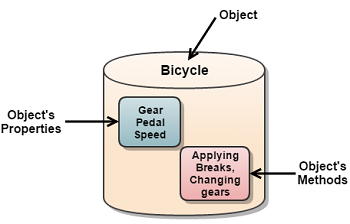 Object
Bicycle
Object's
Properties
Gear
Pedal
Speed
Applying
Breaks,
Changing
gears
Object's
Methods